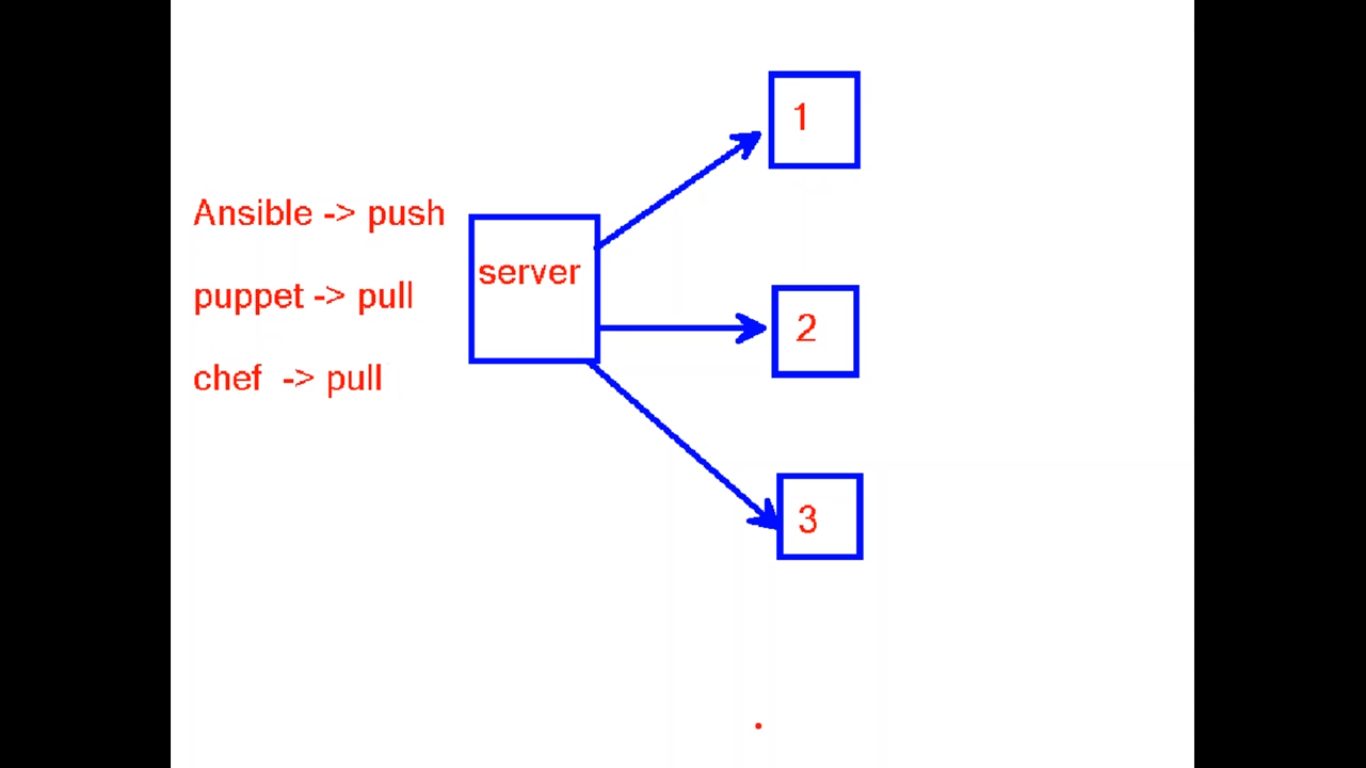 Ansible -> push
puppet -> pull
chef -> pull
server
1
2
3